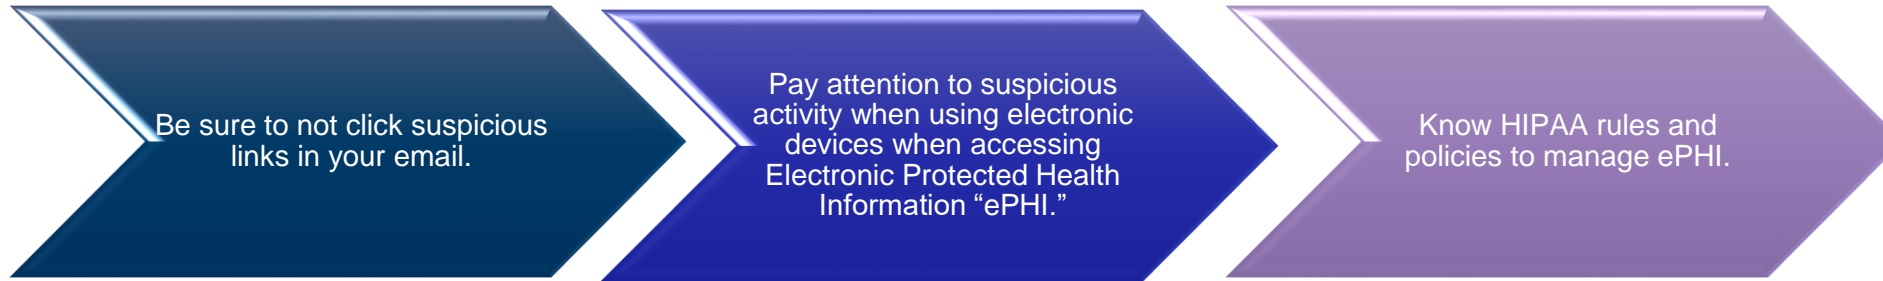 Be sure to not click suspicious
links in your email.
Pay attention to suspicious
activity when using electronic
devices when accessing
Electronic Protected Health
Information “ePHI.”
Know HIPAA rules and
policies to manage ePHI.